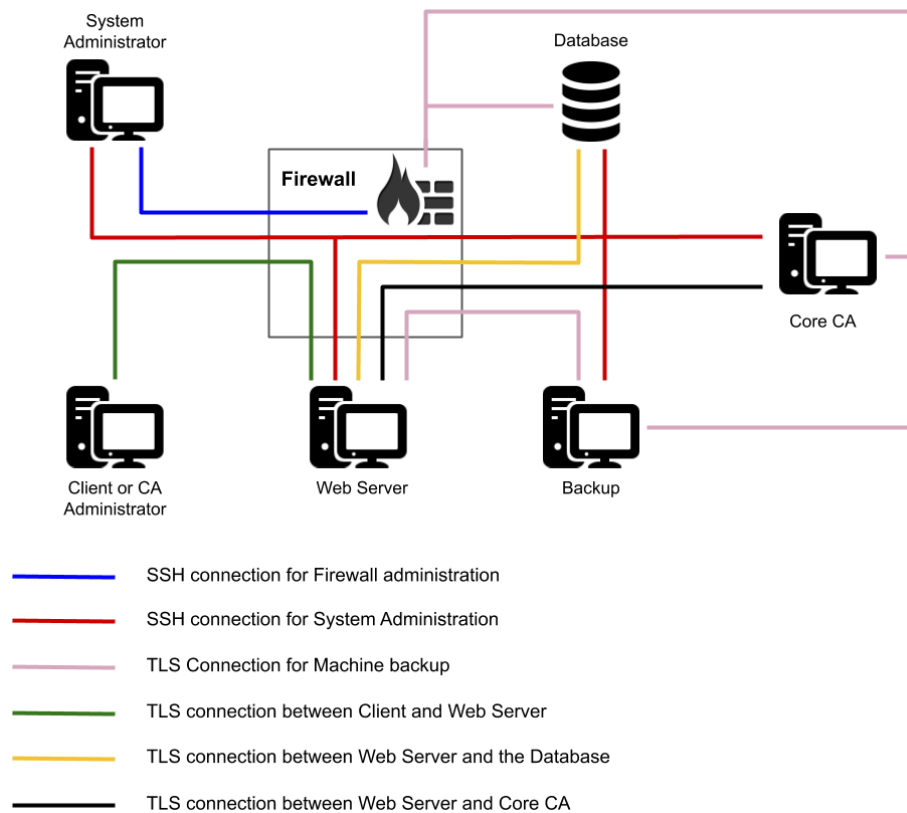 System
Administrator
Database
Firewall
Core CA
Client or CA
Administrator
Web Server
Backup
SSH connection for Firewall administration
SSH connection for System Administration
TLS Connection for Machine backup
TLS connection between Client and Web Server
TLS connection between Web Server and the Database
TLS connection between Web Server and Core CA